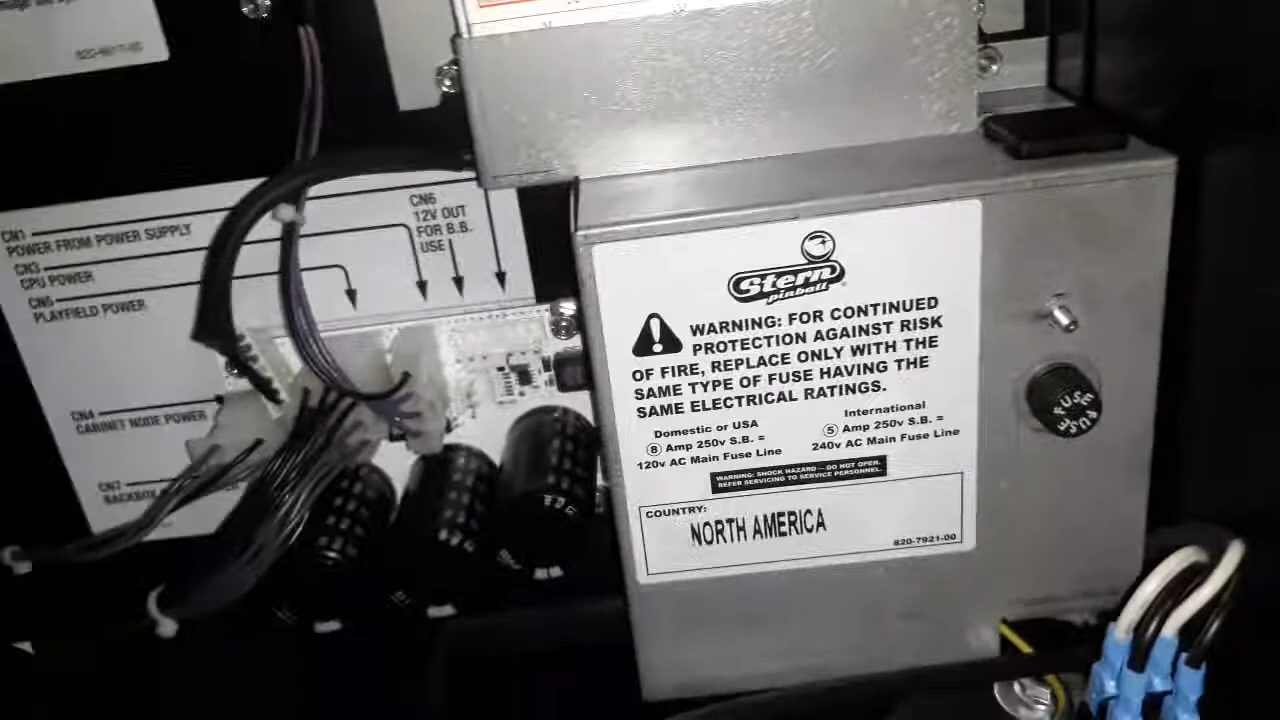 CN1
POWER FROM POWER SUPPLY
CN3
CPU POWER
CN5
PLAYFIELD POWER
CN6
12V OUT
FOR B.B.
USE
CN4
CABINET NODE POWER
CN7
Stern
pinball
WARNING: FOR CONTINUED
PROTECTION AGAINST RISK
OF FIRE, REPLACE ONLY WITH THE
SAME TYPE OF FUSE HAVING THE
SAME ELECTRICAL RATINGS.
Domestic or USA
8 Amp 250v S.B. =
120v AC Main Fuse Line
International
5 Amp 250v S.B. =
240v AC Main Fuse Line
WARNING: SHOCK HAZARD — DO NOT OPEN.
REFER SERVICING TO SERVICE PERSONNEL.
COUNTRY:
NORTH AMERICA
820-7921-00
FUSE
FUSE